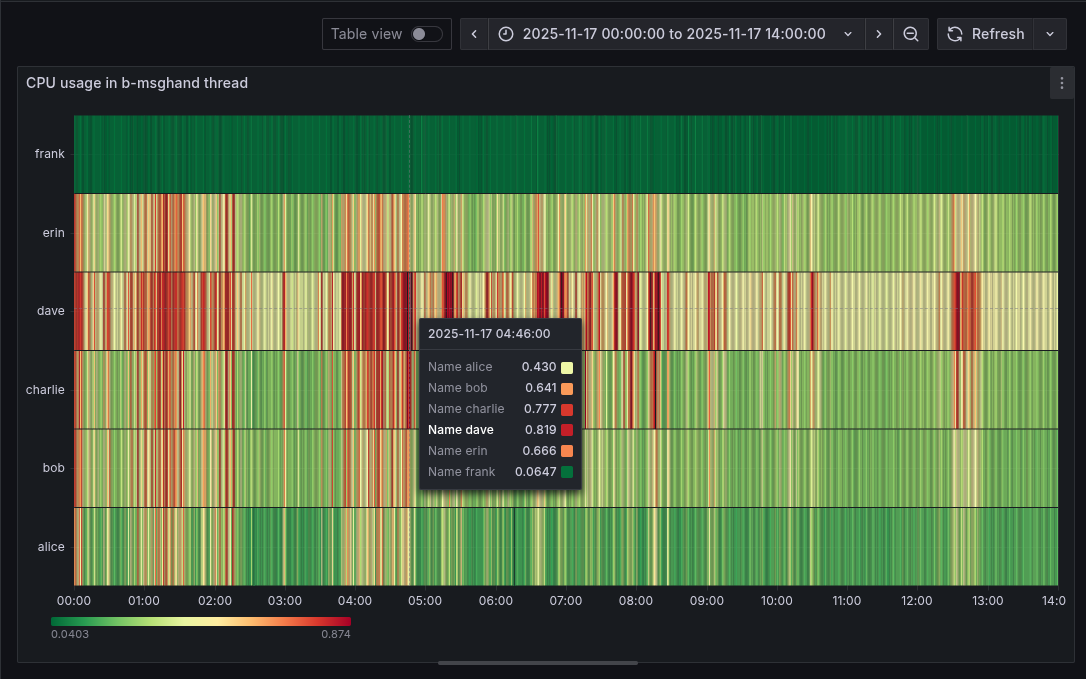 Table view
2025-11-17 00:00:00 to 2025-11-17 14:00:00
Refresh
CPU usage in b-msghand thread
frank
erin
dave
charlie
bob
alice
2025-11-17 04:46:00
Name alice 0.430
Name bob 0.641
Name charlie 0.777
Name dave 0.819
Name erin 0.666
Name frank 0.0647
00:00 01:00 02:00 03:00 04:00 05:00 06:00 07:00 08:00 09:00 10:00 11:00 12:00 13:00 14:0
0.0403 0.874